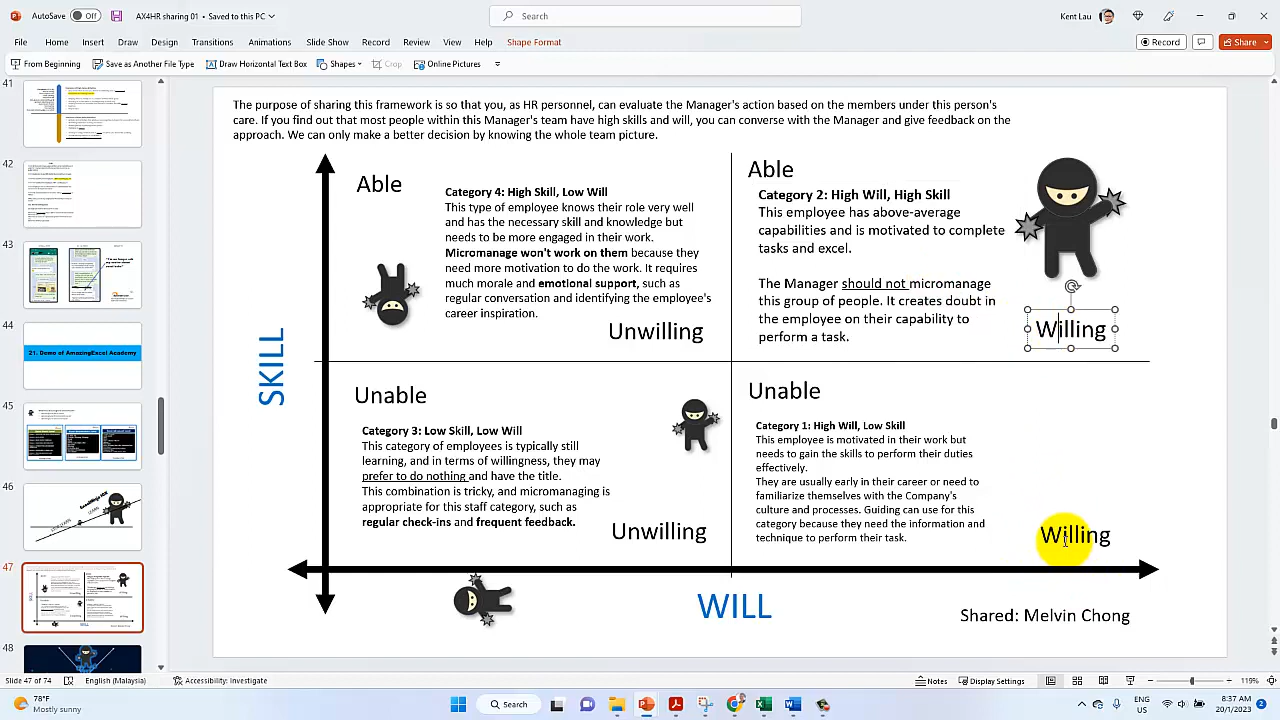 AutoSave Off AX4HR sharing 01 • Saved to this PC Search Kent Lau
File Home Insert Draw Design Transitions Animations Slide Show Record Review View Help Shape Format Record Share
From Beginning Save as Another File Type Draw Horizontal Text Box Shapes Crop Online Pictures
41
42
43
44
21. Demo of AmazingExcel Academy
45
46
47
48
The purpose of sharing this framework is so that you, as HR personnel, can evaluate the Manager's action based on the members under this person's
care. If you find out that most people within this Manager's team have high skills and will, you can converse with the Manager and give feedback on the
approach. We can only make a better decision by knowing the whole team picture.
SKILL
Able
Category 4: High Skill, Low Will
This type of employee knows their role very well
and has the necessary skill and knowledge but
needs to be more engaged in their work.
Micromanage won't work on them because they
need more motivation to do the work. It requires
much morale and emotional support, such as
regular conversation and identifying the employee's
career inspiration.
Unwilling
Able
Category 2: High Will, High Skill
This employee has above-average
capabilities and is motivated to complete
tasks and excel.
The Manager should not micromanage
this group of people. It creates doubt in
the employee on their capability to
perform a task.
Willing
Unable
Category 3: Low Skill, Low Will
This category of employees is typically still
learning, and in terms of willingness, they may
prefer to do nothing and have the title.
This combination is tricky, and micromanaging is
appropriate for this staff category, such as
regular check-ins and frequent feedback.
Unwilling
Unable
Category 1: High Will, Low Skill
This employee is motivated in their work but
needs to gain the skills to perform their duties
effectively.
They are usually early in their career or need to
familiarize themselves with the Company's
culture and processes. Guiding can use for this
category because they need the information and
technique to perform their task.
Willing
WILL
Shared: Melvin Chong
Slide 47 of 74 English (Malaysia) Accessibility: Investigate Notes Display Settings 119%
78°F
Mostly sunny
Search
ENG
US
8:37 AM
20/1/2023
2